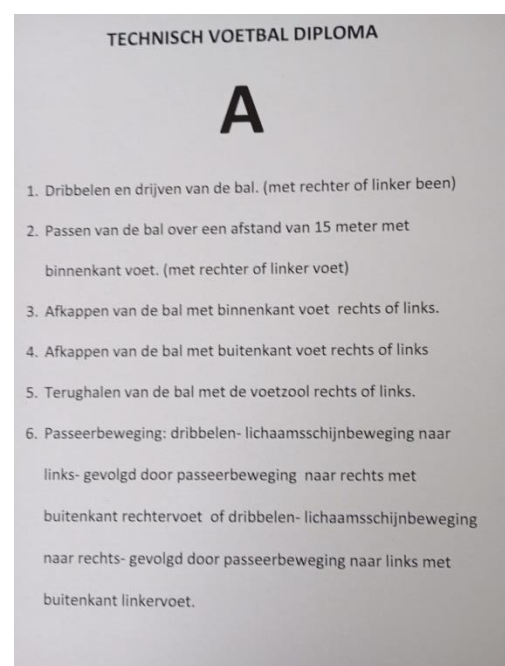 TECHNISCH VOETBAL DIPLOMA
A
1. Dribbelen en drijven van de bal. (met rechter of linker been)
2. Passen van de bal over een afstand van 15 meter met
binnenkant voet. (met rechter of linker voet)
3. Afkappen van de bal met binnenkant voet rechts of links.
4. Afkappen van de bal met buitenkant voet rechts of links
5. Terughalen van de bal met de voetzool rechts of links.
6. Passeerbeweging: dribbelen- lichaamsschijnbeweging naar
links- gevolgd door passeerbeweging naar rechts met
buitenkant rechtervoet of dribbelen- lichaamsschijnbeweging
naar rechts- gevolgd door passeerbeweging naar links met
buitenkant linkervoet.